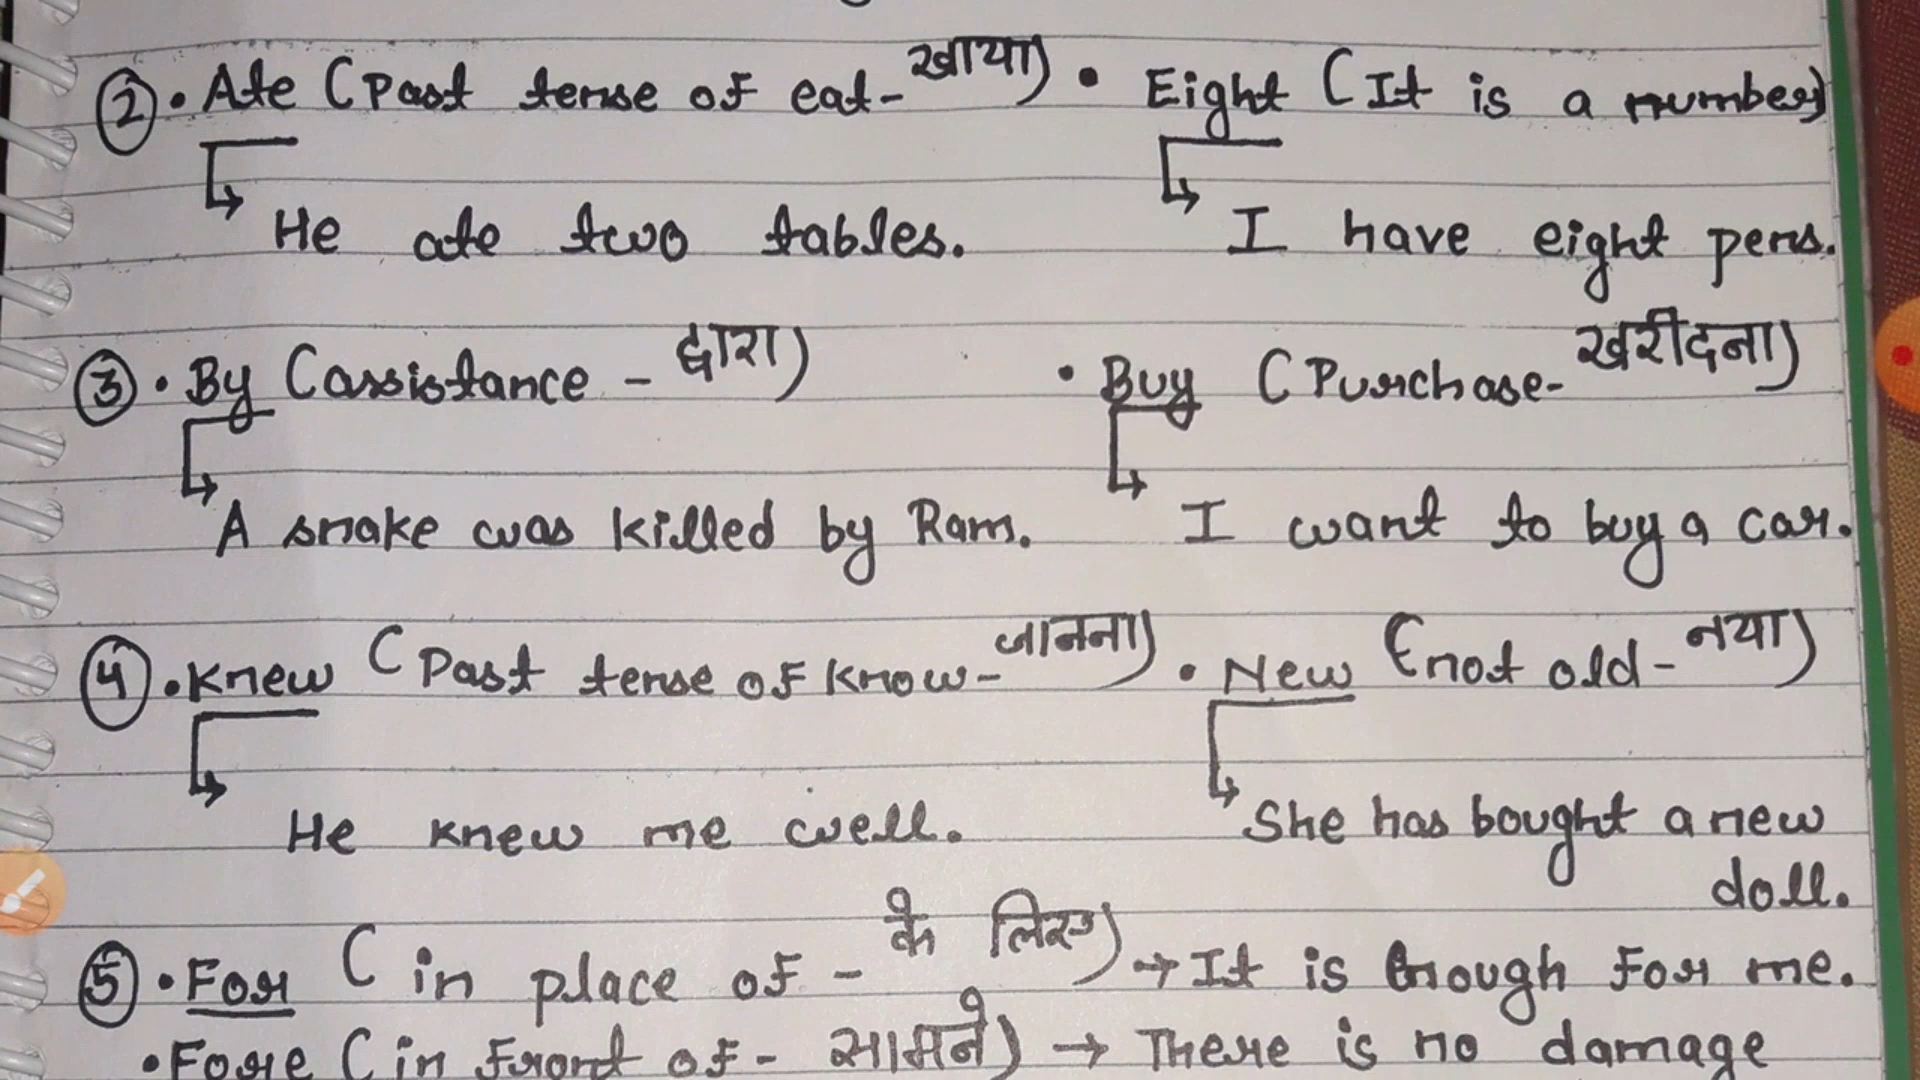 ② • Ate (Past tense of eat - खाया) • Eight (It is a number)
He ate two tables. I have eight pens.
③ • By (assistance - द्वारा) • Buy (Purchase - खरीदना)
A snake was killed by Ram. I want to buy a car.
④ • Knew (Past tense of know - जानना) • New (not old - नया)
He knew me well. She has bought a new
doll.
⑤ • For (in place of - के लिए) → It is Enough for me.
• Fore (in front of - सामने) → There is no damage